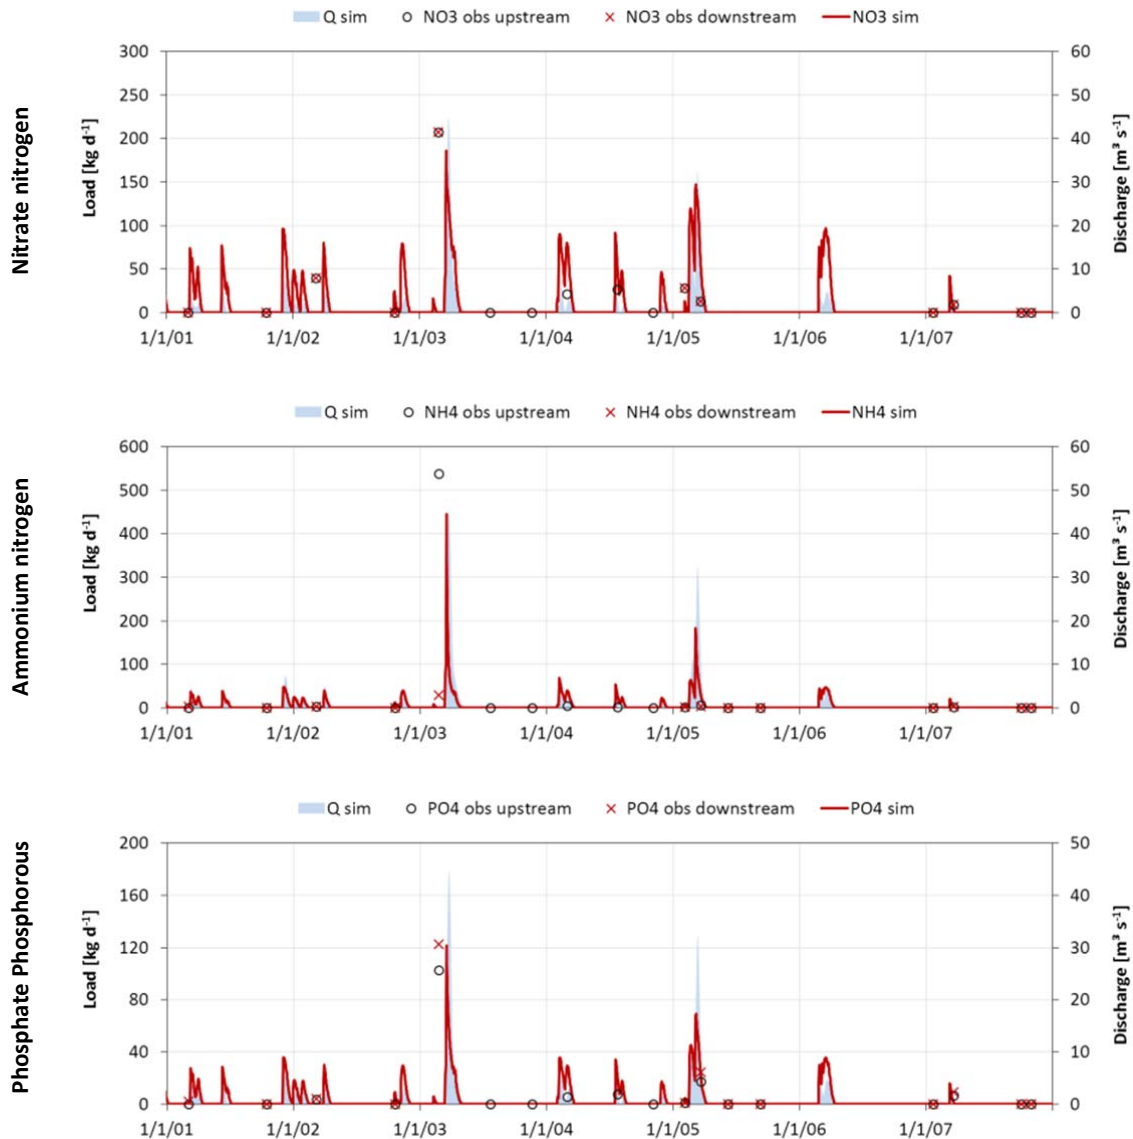 Q sim NO3 obs upstream NO3 obs downstream NO3 sim
Nitrate nitrogen
Load [kg d⁻¹]
300
250
200
150
100
50
0
60
50
40
30
20
10
0
Discharge [m³ s⁻¹]
1/1/01 1/1/02 1/1/03 1/1/04 1/1/05 1/1/06 1/1/07
Q sim NH4 obs upstream NH4 obs downstream NH4 sim
Ammonium nitrogen
Load [kg d⁻¹]
600
500
400
300
200
100
0
60
50
40
30
20
10
0
Discharge [m³ s⁻¹]
1/1/01 1/1/02 1/1/03 1/1/04 1/1/05 1/1/06 1/1/07
Q sim PO4 obs upstream PO4 obs downstream PO4 sim
Phosphate Phosphorous
Load [kg d⁻¹]
200
160
120
80
40
0
50
40
30
20
10
0
Discharge [m³ s⁻¹]
1/1/01 1/1/02 1/1/03 1/1/04 1/1/05 1/1/06 1/1/07